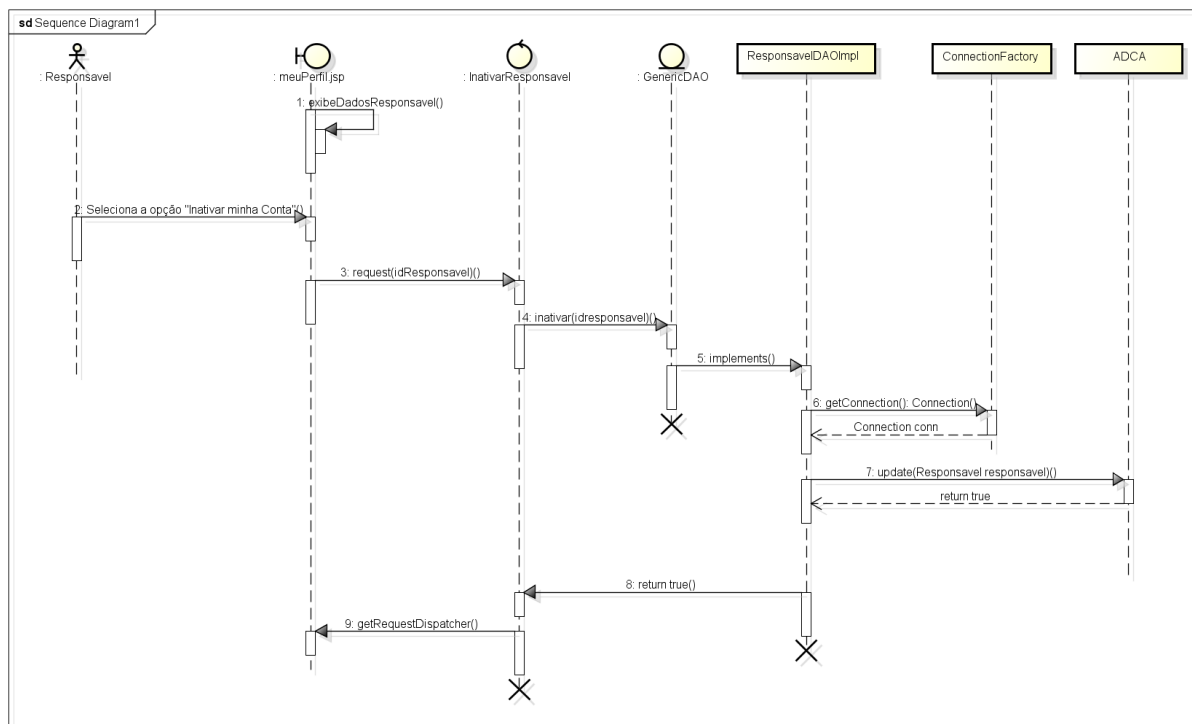 sd Sequence Diagram1
: Responsavel
: meuPerfil.jsp
: InativarResponsavel
: GenericDAO
ResponsavelDAOImpl
ConnectionFactory
ADCA
1: exibeDadosResponsavel()
2: Seleciona a opção "Inativar minha Conta"()
3: request(idResponsavel)()
4: inativar(idresponsavel)()
5: implements()
6: getConnection(): Connection()
Connection conn
7: update(Responsavel responsavel)()
return true
8: return true()
9: getRequestDispatcher()